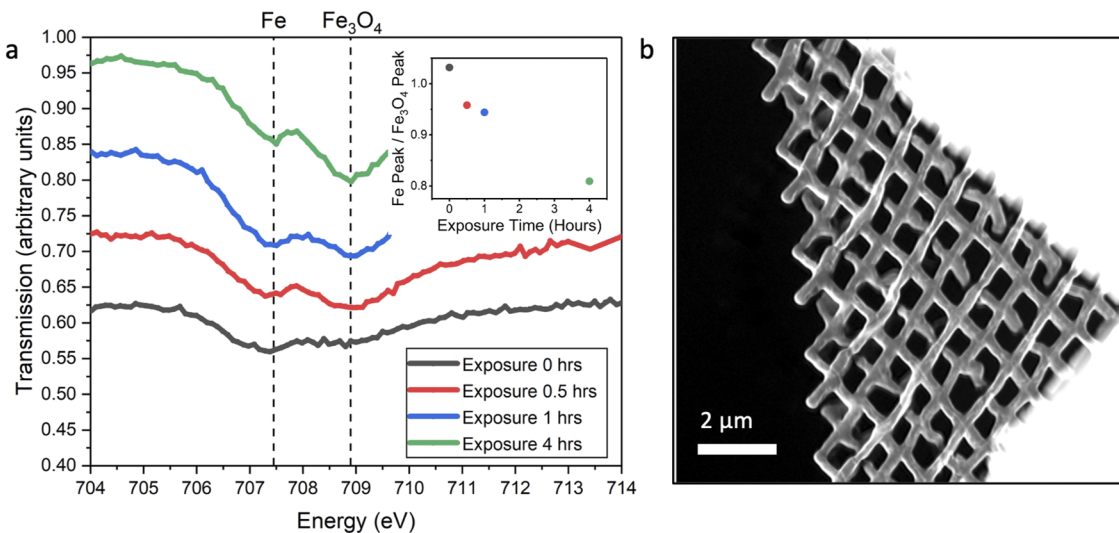 Fe
Fe₃O₄
a
b
1.00
0.95
0.90
0.85
0.80
0.75
0.70
0.65
0.60
0.55
0.50
0.45
0.40
Transmission (arbitrary units)
704
705
706
707
708
709
710
711
712
713
714
Energy (eV)
Fe Peak / Fe₃O₄ Peak
1.0
0.9
0.8
0
1
2
3
4
Exposure Time (Hours)
Exposure 0 hrs
Exposure 0.5 hrs
Exposure 1 hrs
Exposure 4 hrs
2 µm